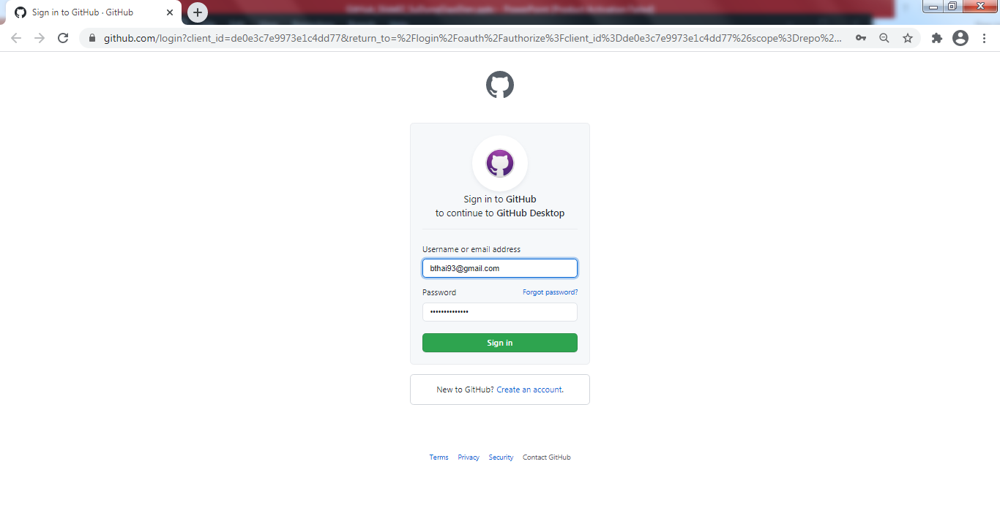 Sign in to GitHub · GitHub
github.com/login?client_id=de0e3c7e9973e1c4dd77&return_to=%2Flogin%2Foauth%2Fauthorize%3Fclient_id%3Dde0e3c7e9973e1c4dd77%26scope%3Drepo%2...
Sign in to GitHub
to continue to GitHub Desktop
Username or email address
bthai93@gmail.com
Password Forgot password?
••••••••••••••
Sign in
New to GitHub? Create an account.
Terms Privacy Security Contact GitHub